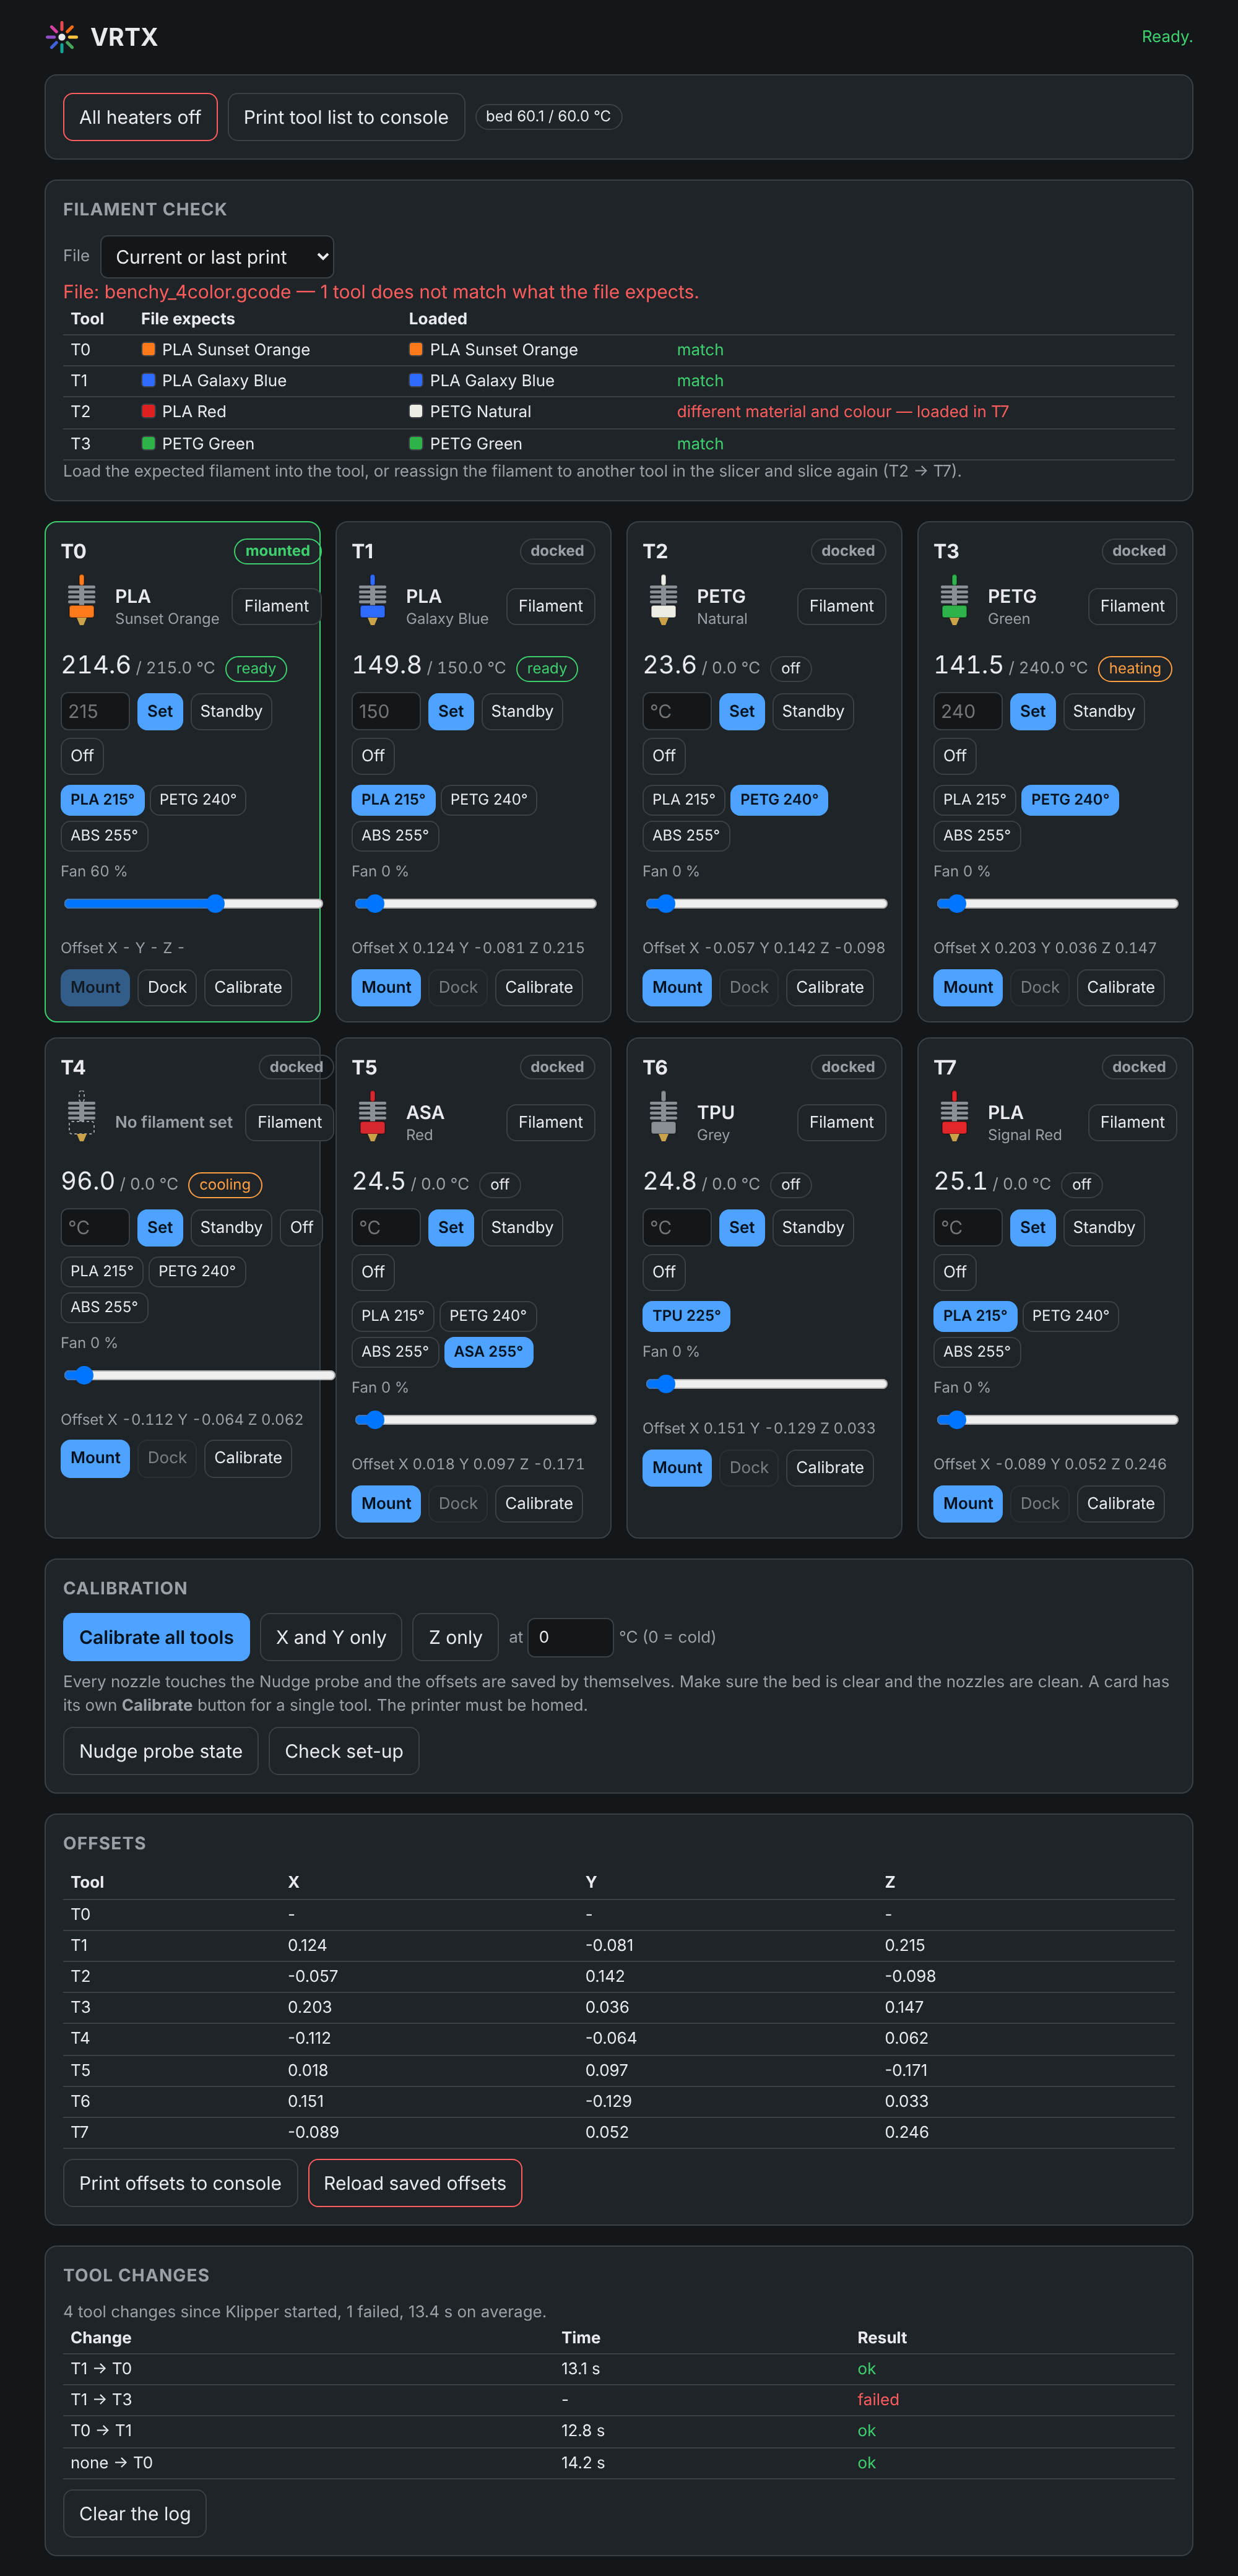 VRTX
Ready.
All heaters off Print tool list to console bed 60.1 / 60.0 °C
FILAMENT CHECK
File Current or last print
File: benchy_4color.gcode — 1 tool does not match what the file expects.
Tool File expects Loaded
T0 PLA Sunset Orange PLA Sunset Orange match
T1 PLA Galaxy Blue PLA Galaxy Blue match
T2 PLA Red PETG Natural different material and colour — loaded in T7
T3 PETG Green PETG Green match
Load the expected filament into the tool, or reassign the filament to another tool in the slicer and slice again (T2 → T7).
T0 mounted
PLA
Sunset Orange
Filament
214.6 / 215.0 °C ready
215 Set Standby
Off
PLA 215° PETG 240°
ABS 255°
Fan 60 %
Offset X - Y - Z -
Mount Dock Calibrate
T1 docked
PLA
Galaxy Blue
Filament
149.8 / 150.0 °C ready
150 Set Standby
Off
PLA 215° PETG 240°
ABS 255°
Fan 0 %
Offset X 0.124 Y -0.081 Z 0.215
Mount Dock Calibrate
T2 docked
PETG
Natural
Filament
23.6 / 0.0 °C off
°C Set Standby
Off
PLA 215° PETG 240°
ABS 255°
Fan 0 %
Offset X -0.057 Y 0.142 Z -0.098
Mount Dock Calibrate
T3 docked
PETG
Green
Filament
141.5 / 240.0 °C heating
240 Set Standby
Off
PLA 215° PETG 240°
ABS 255°
Fan 0 %
Offset X 0.203 Y 0.036 Z 0.147
Mount Dock Calibrate
T4 docked
No filament set Filament
96.0 / 0.0 °C cooling
°C Set Standby Off
PLA 215° PETG 240°
ABS 255°
Fan 0 %
Offset X -0.112 Y -0.064 Z 0.062
Mount Dock Calibrate
T5 docked
ASA
Red
Filament
24.5 / 0.0 °C off
°C Set Standby
Off
PLA 215° PETG 240°
ABS 255° ASA 255°
Fan 0 %
Offset X 0.018 Y 0.097 Z -0.171
Mount Dock Calibrate
T6 docked
TPU
Grey
Filament
24.8 / 0.0 °C off
°C Set Standby
Off
TPU 225°
Fan 0 %
Offset X 0.151 Y -0.129 Z 0.033
Mount Dock Calibrate
T7 docked
PLA
Signal Red
Filament
25.1 / 0.0 °C off
°C Set Standby
Off
PLA 215° PETG 240°
ABS 255°
Fan 0 %
Offset X -0.089 Y 0.052 Z 0.246
Mount Dock Calibrate
CALIBRATION
Calibrate all tools X and Y only Z only at 0 °C (0 = cold)
Every nozzle touches the Nudge probe and the offsets are saved by themselves. Make sure the bed is clear and the nozzles are clean. A card has
its own Calibrate button for a single tool. The printer must be homed.
Nudge probe state Check set-up
OFFSETS
Tool X Y Z
T0 - - -
T1 0.124 -0.081 0.215
T2 -0.057 0.142 -0.098
T3 0.203 0.036 0.147
T4 -0.112 -0.064 0.062
T5 0.018 0.097 -0.171
T6 0.151 -0.129 0.033
T7 -0.089 0.052 0.246
Print offsets to console Reload saved offsets
TOOL CHANGES
4 tool changes since Klipper started, 1 failed, 13.4 s on average.
Change Time Result
T1 → T0 13.1 s ok
T1 → T3 - failed
T0 → T1 12.8 s ok
none → T0 14.2 s ok
Clear the log